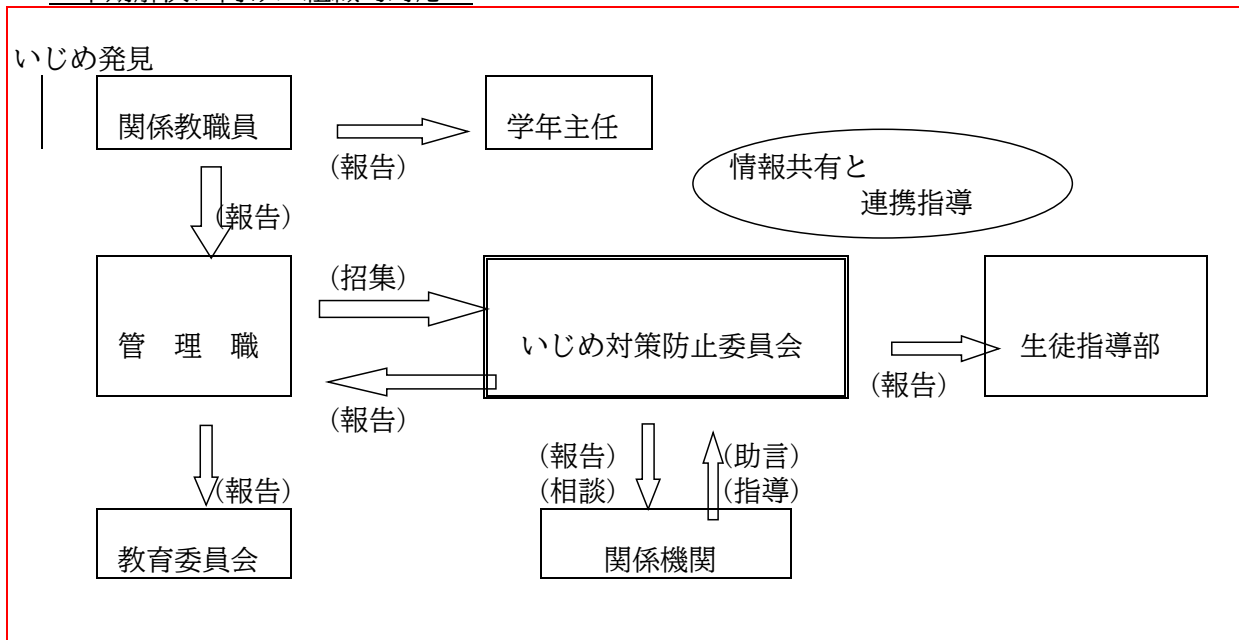 いじめ発見
関係教職員
(報告)
学年主任
情報共有と
連携指導
(報告)
管　理　職
(招集)
(報告)
いじめ対策防止委員会
(報告)
生徒指導部
(報告)
(相談)
(助言)
(指導)
(報告)
教育委員会
関係機関